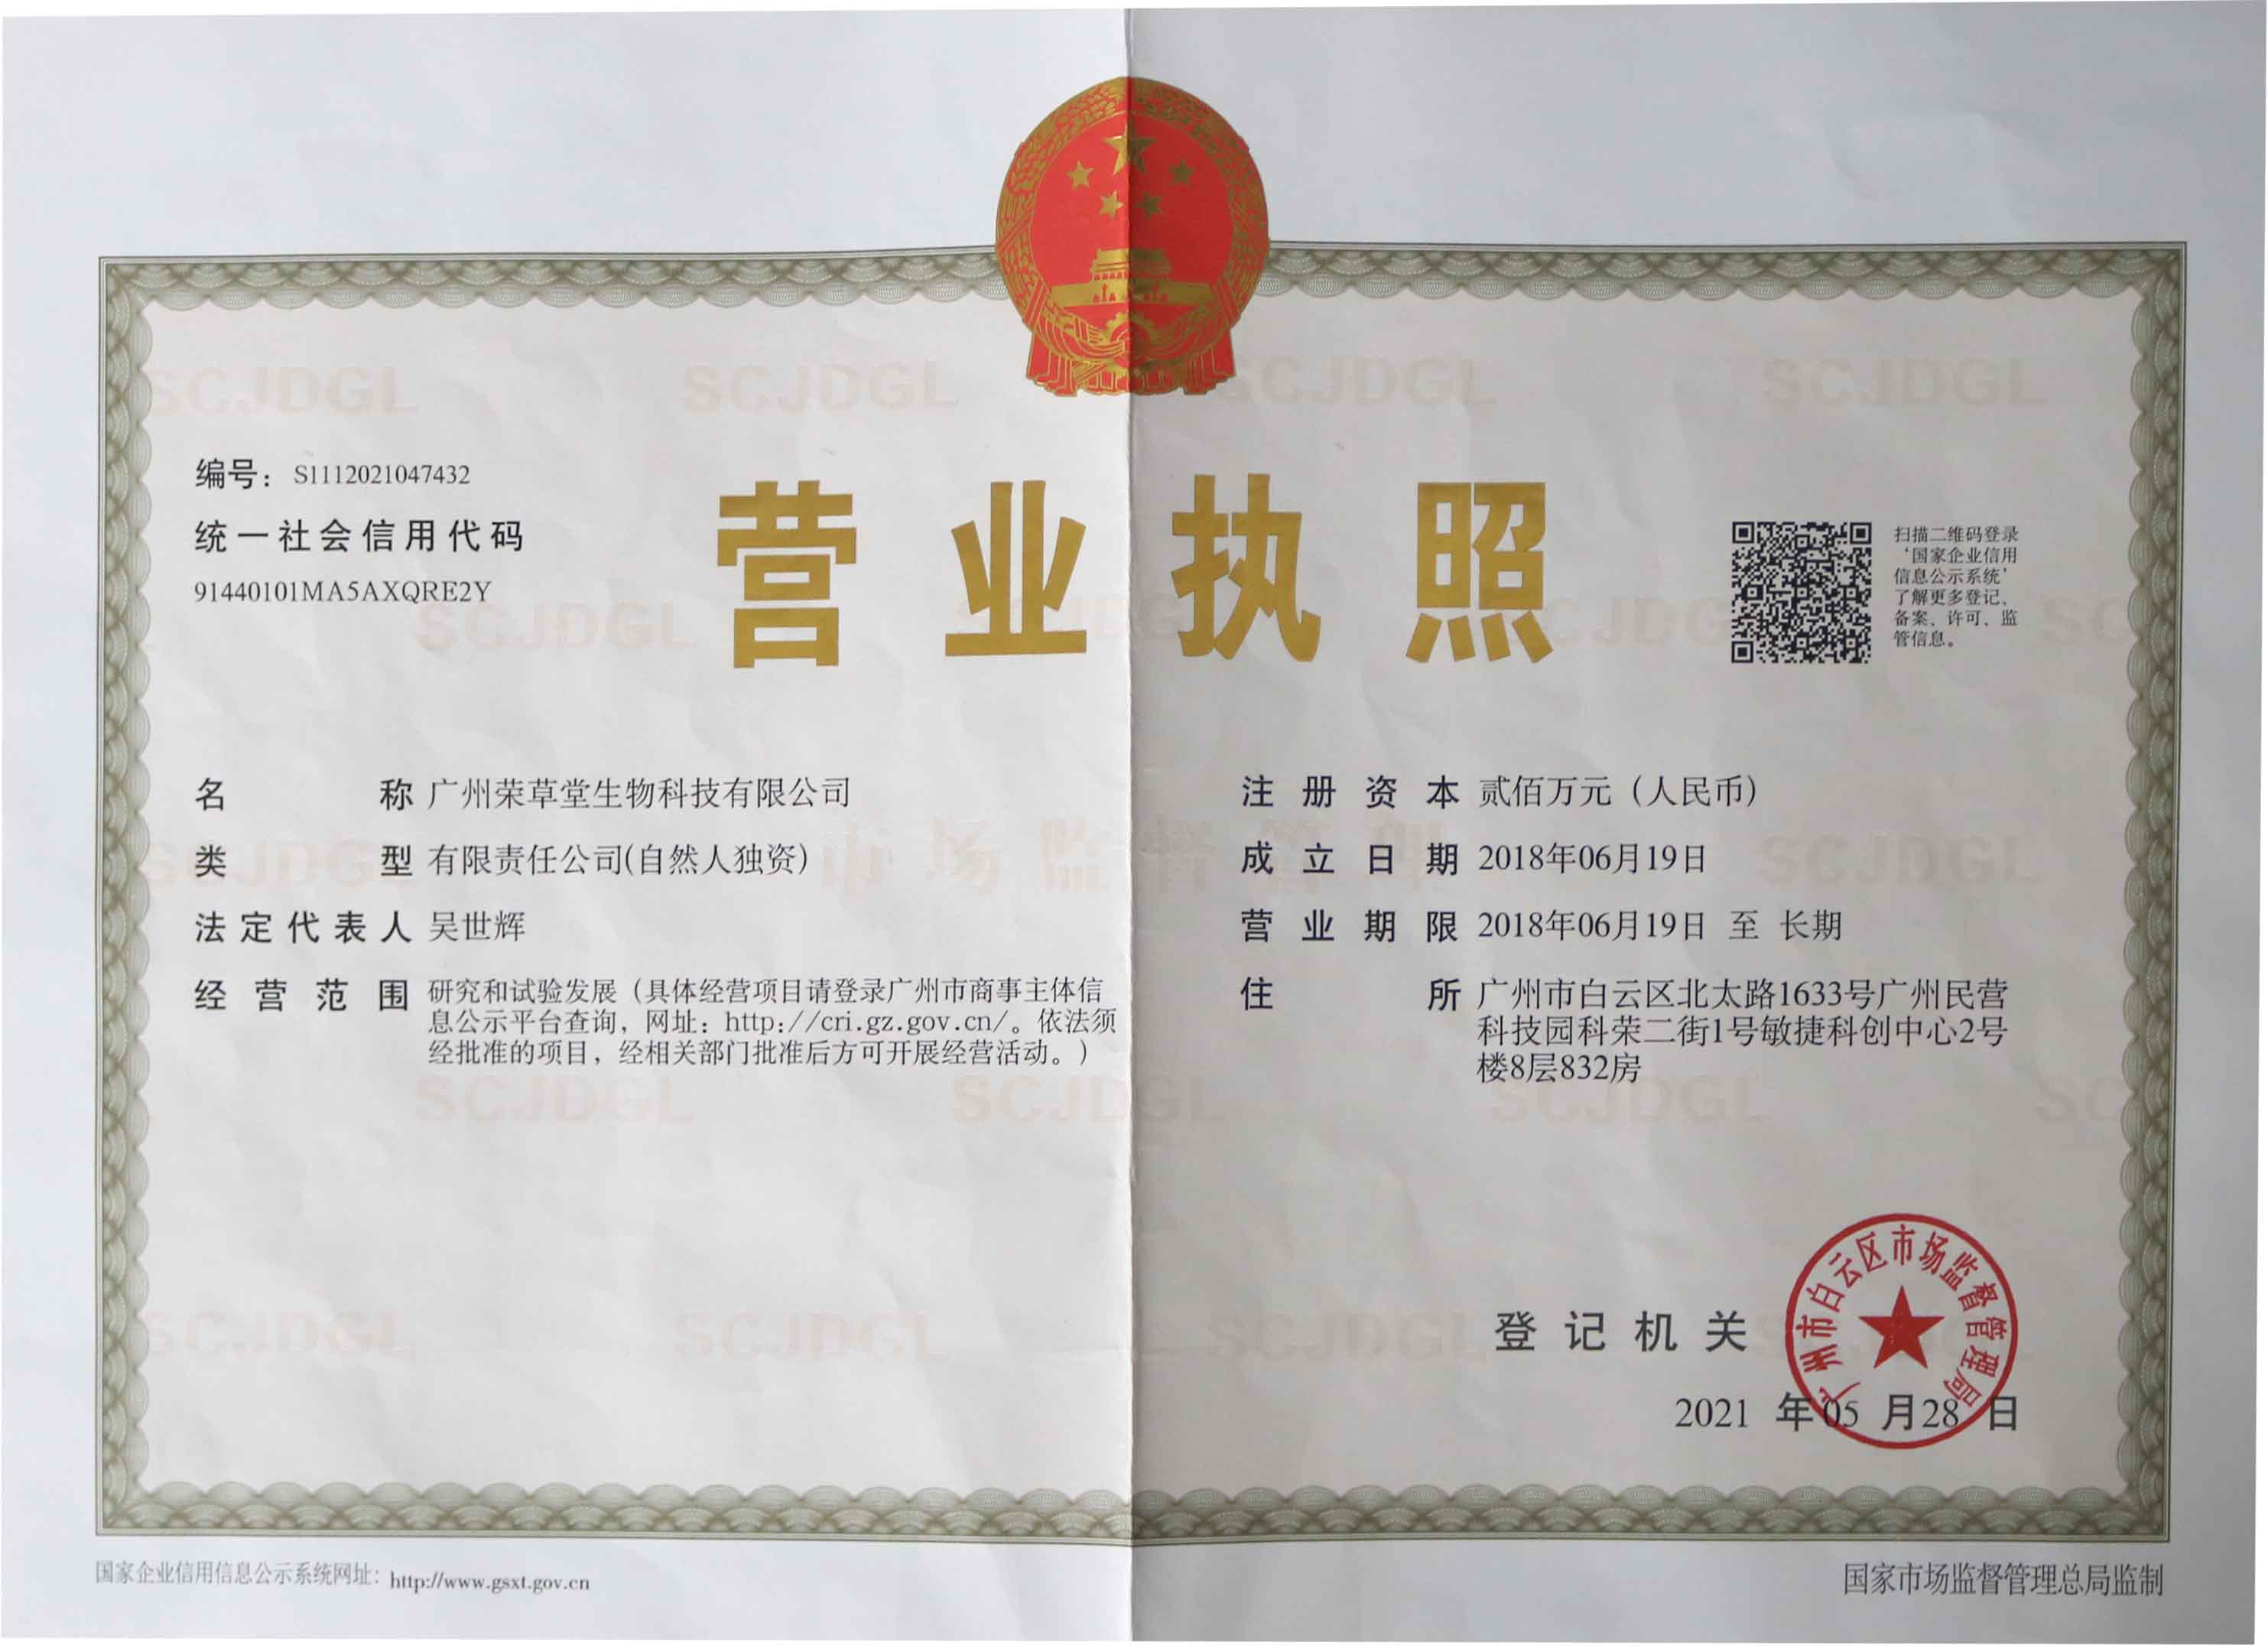 编号： S1112021047432
统一社会信用代码
91440101MA5AXQRE2Y
营业执照
扫描二维码登录
‘国家企业信用
信息公示系统’
了解更多登记、
备案、许可、监
管信息。
名称 广州荣草堂生物科技有限公司
类型 有限责任公司(自然人独资)
法定代表人 吴世辉
经营范围 研究和试验发展（具体经营项目请登录广州市商事主体信
息公示平台查询，网址：http://cri.gz.gov.cn/。依法须
经批准的项目，经相关部门批准后方可开展经营活动。）
注册资本 贰佰万元（人民币）
成立日期 2018年06月19日
营业期限 2018年06月19日 至 长期
住所 广州市白云区北太路1633号广州民营
科技园科荣二街1号敏捷科创中心2号
楼8层832房
登记机关
广州市白云区市场监督管理局
2021 年05 月28 日
国家企业信用信息公示系统网址：http://www.gsxt.gov.cn
国家市场监督管理总局监制
SCJDGL
市场监督管理